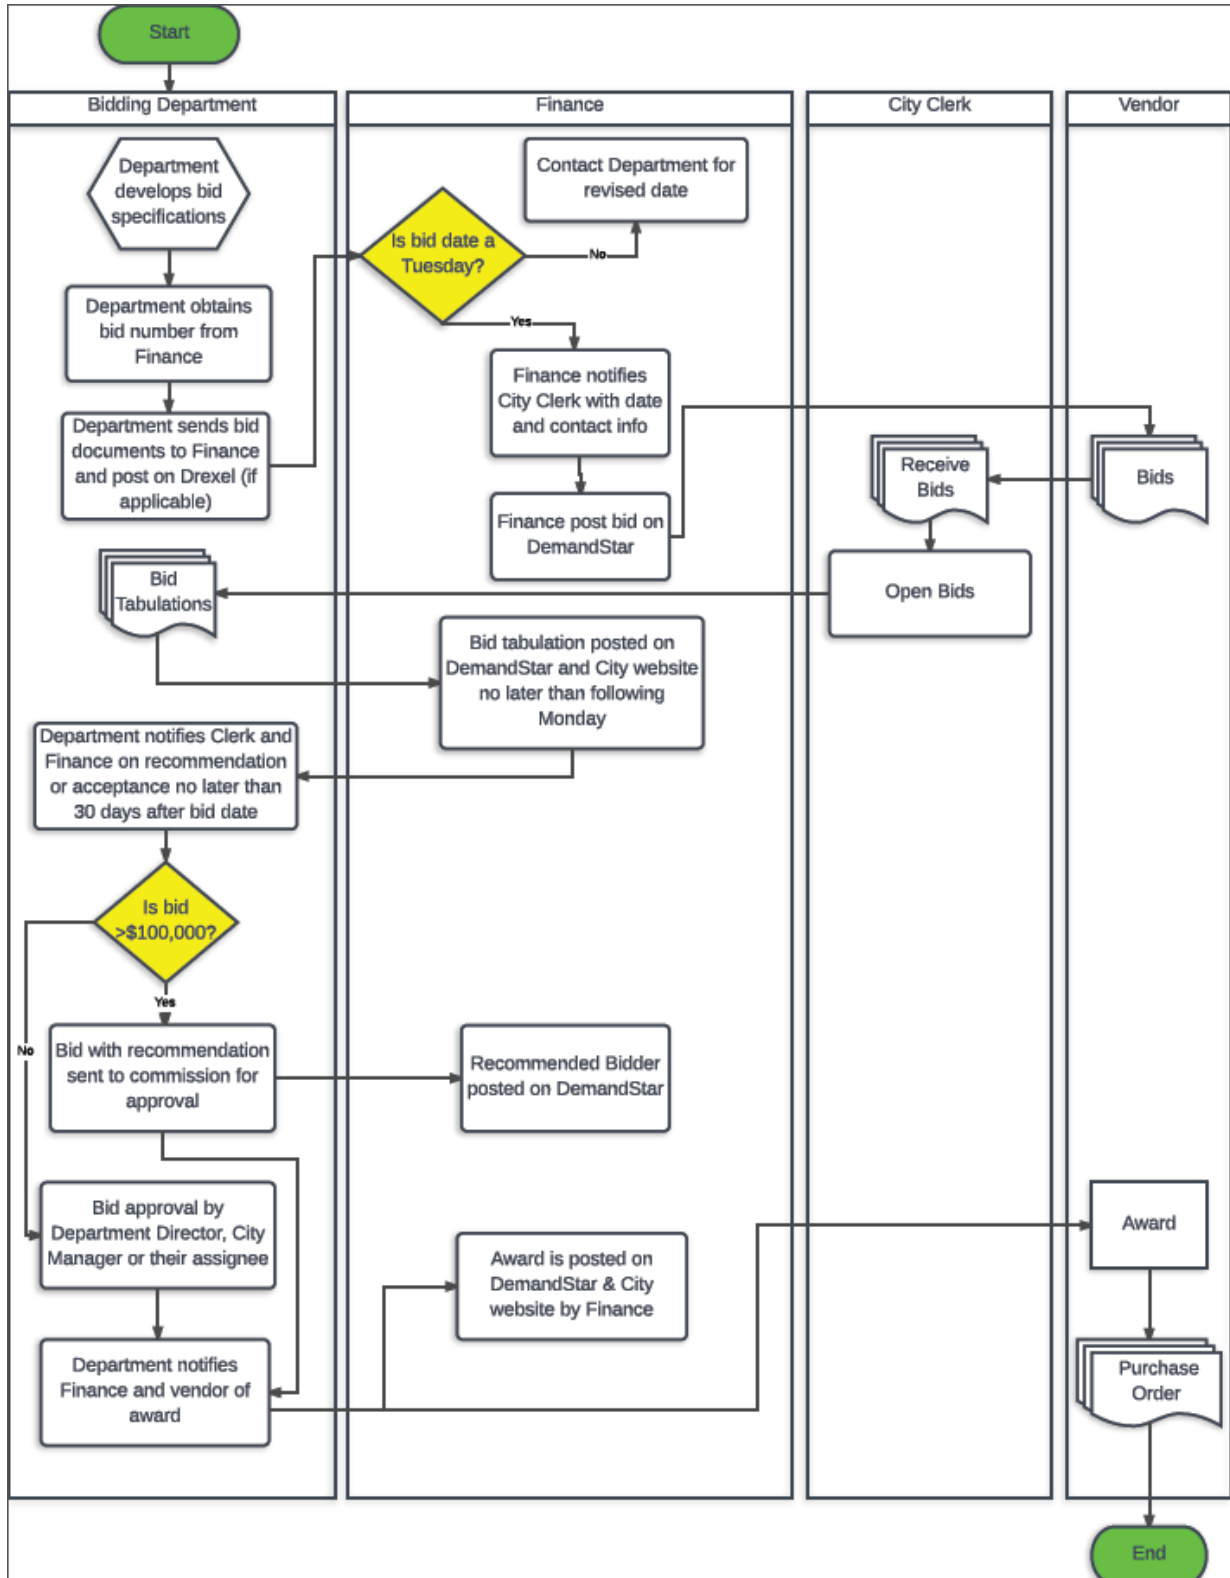 Start
Bidding Department
Finance
City Clerk
Vendor
Department
develops bid
specifications
Contact Department for
revised date
Is bid date a
Tuesday?
No
Yes
Department obtains
bid number from
Finance
Finance notifies
City Clerk with date
and contact info
Department sends bid
documents to Finance
and post on Drexel (if
applicable)
Receive
Bids
Bids
Finance post bid on
DemandStar
Bid
Tabulations
Open Bids
Bid tabulation posted on
DemandStar and City website
no later than following
Monday
Department notifies Clerk and
Finance on recommendation
or acceptance no later than
30 days after bid date
Is bid
>$100,000?
Yes
No
Bid with recommendation
sent to commission for
approval
Recommended Bidder
posted on DemandStar
Bid approval by
Department Director, City
Manager or their assignee
Award
Award is posted on
DemandStar & City
website by Finance
Department notifies
Finance and vendor of
award
Purchase
Order
End